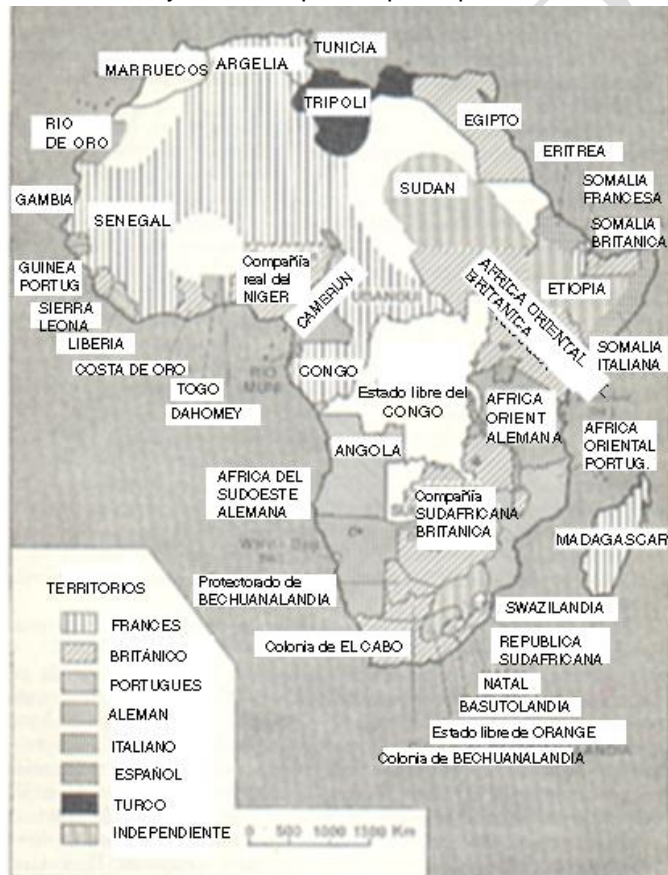 TUNICIA
ARGELIA
MARRUECOS
TRIPOLI
EGIPTO
RIO
DE ORO
ERITREA
SOMALIA
FRANCESA
SUDAN
GAMBIA
SENEGAL
SOMALIA
BRITANICA
GUINEA
PORTUG
Compañía
real del
NIGER
CAMERUN
UBANGUI
AFRICA ORIENTAL
BRITANICA
ETIOPIA
SIERRA
LEONA
LIBERIA
SOMALIA
ITALIANA
COSTA DE ORO
RIO
MUNI
CONGO
TOGO
DAHOMEY
Estado libre del
CONGO
AFRICA
ORIENT
ALEMANA
AFRICA
ORIENTAL
PORTUG.
ANGOLA
AFRICA DEL
SUDOESTE
ALEMANA
Compañía
SUDAFRICANA
BRITANICA
MADAGASCAR
Protectorado de
BECHUANALANDIA
SWAZILANDIA
Colonia de EL CABO
REPUBLICA
SUDAFRICANA
NATAL
BASUTOLANDIA
Estado libre de ORANGE
Colonia de BECHUANALANDIA
TERRITORIOS
FRANCES
BRITÁNICO
PORTUGUES
ALEMAN
ITALIANO
ESPAÑOL
TURCO
INDEPENDIENTE
0 500 1000 1500 Km